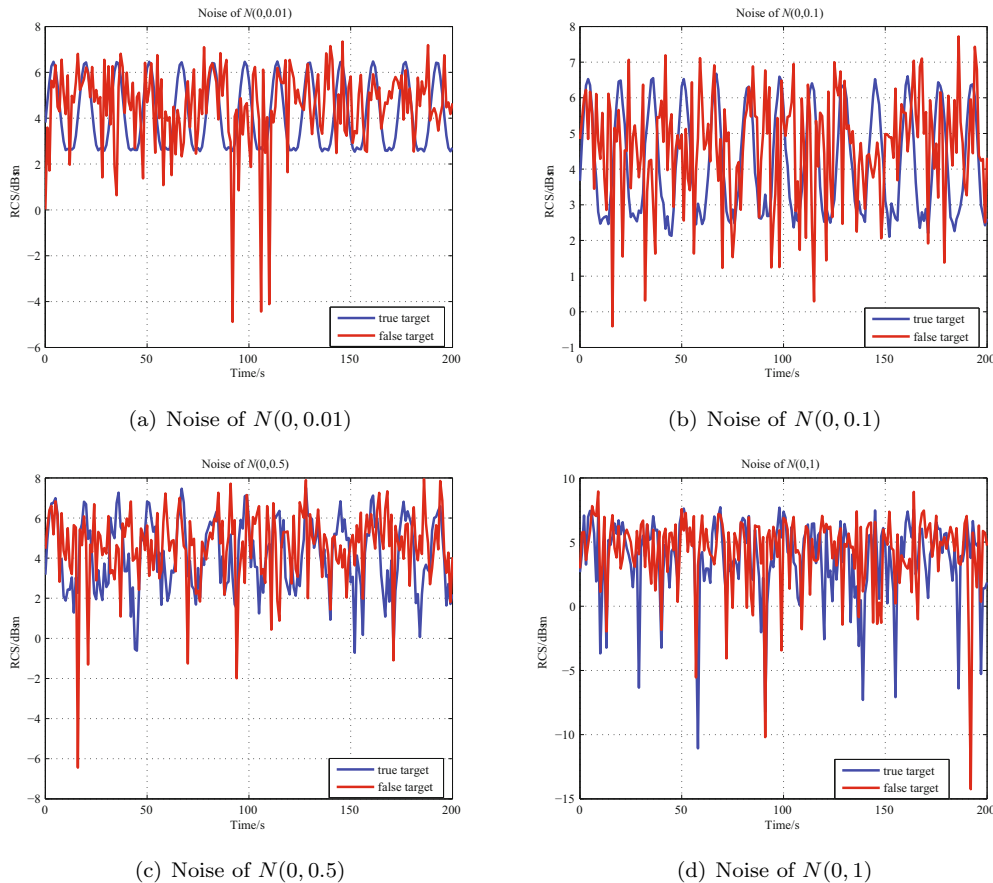 Noise of N(0,0.01)
8
6
4
2
0
−2
−4
−6
RCS/dBsm
0
50
100
150
200
Time/s
true target
false target
(a) Noise of N(0, 0.01)
Noise of N(0,0.1)
8
7
6
5
4
3
2
1
0
−1
RCS/dBsm
0
50
100
150
200
Time/s
true target
false target
(b) Noise of N(0, 0.1)
Noise of N(0,0.5)
8
6
4
2
0
−2
−4
−6
−8
RCS/dBsm
0
50
100
150
200
Time/s
true target
false target
(c) Noise of N(0, 0.5)
Noise of N(0,1)
10
5
0
−5
−10
−15
RCS/dBsm
0
50
100
150
200
Time/s
true target
false target
(d) Noise of N(0, 1)